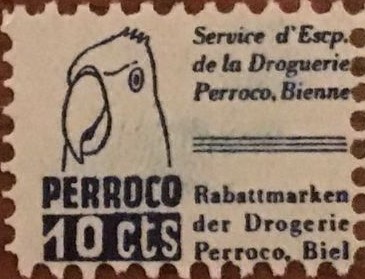 Service d'Escp.
de la Droguerie
Perroco, Bienne
PERROCO
10 cts
Rabattmarken
der Drogerie
Perroco, Biel